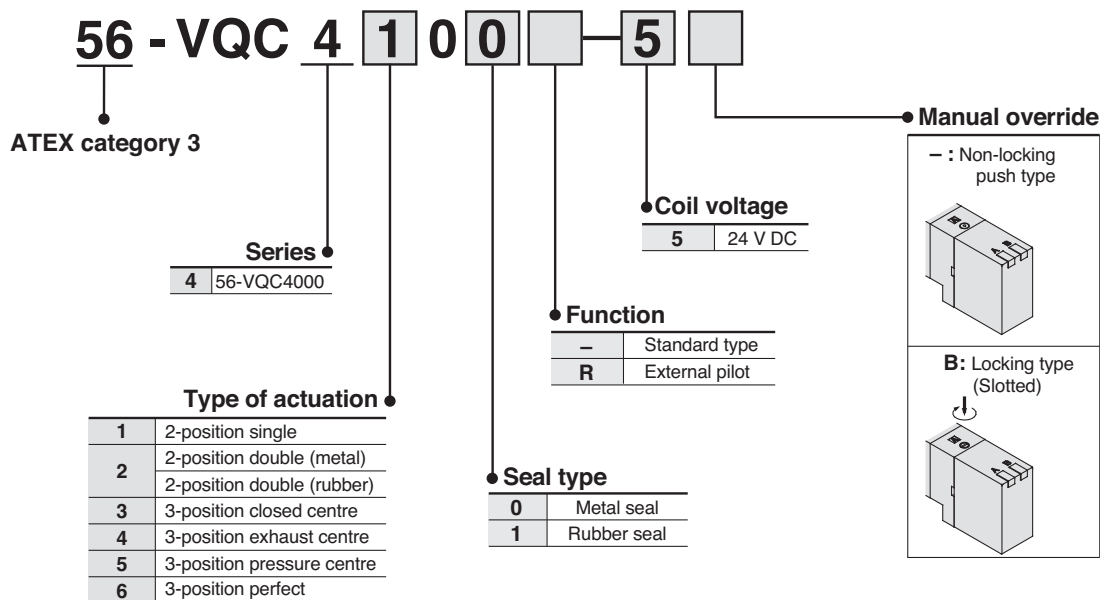 56 - VQC 4 1 0 0 — 5
ATEX category 3
Manual override
– : Non-locking
push type
Coil voltage
5 24 V DC
Series
4 56-VQC4000
Function
– Standard type
R External pilot
B: Locking type
(Slotted)
Type of actuation
1 2-position single
2 2-position double (metal)
2-position double (rubber)
3 3-position closed centre
4 3-position exhaust centre
5 3-position pressure centre
6 3-position perfect
Seal type
0 Metal seal
1 Rubber seal
A B
A B